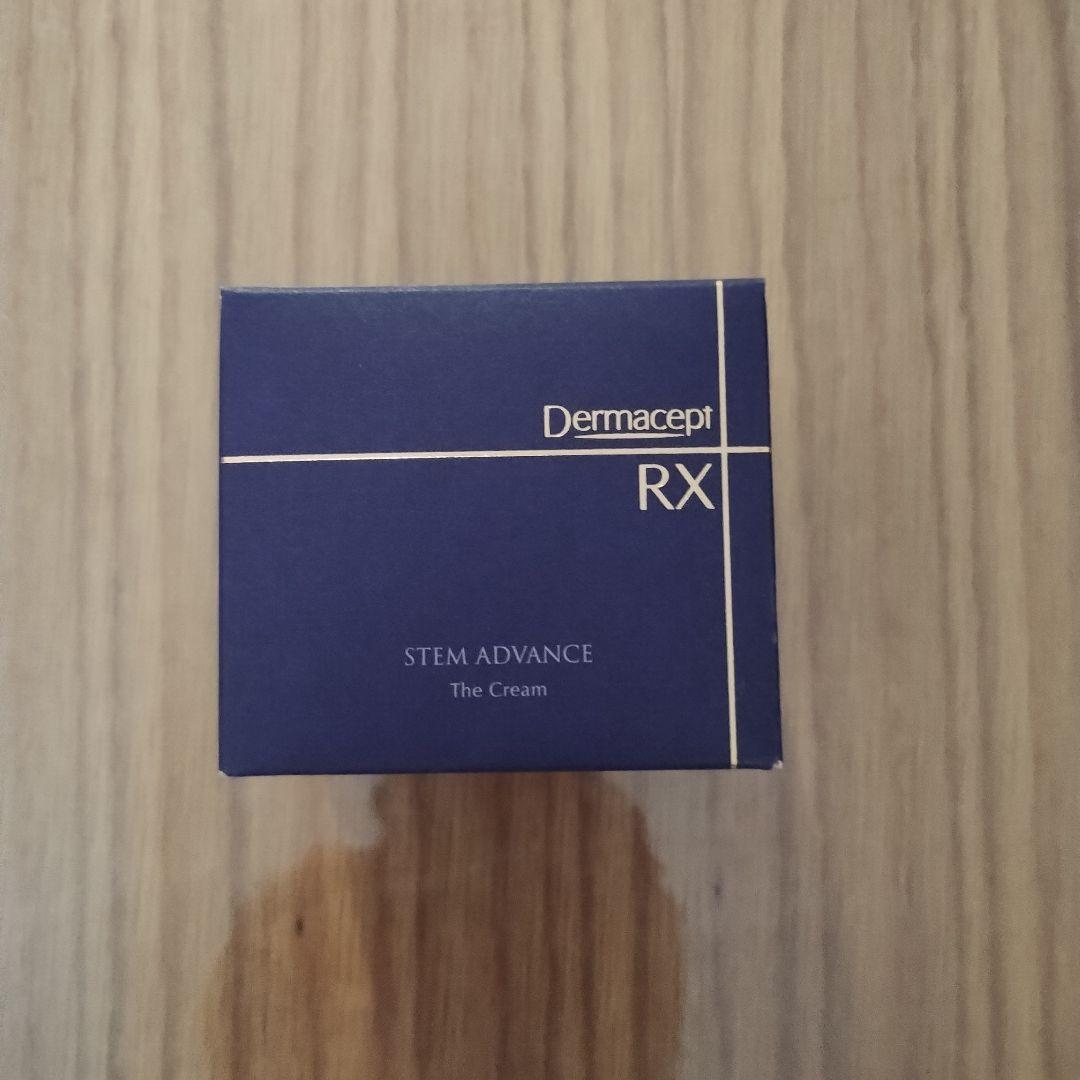 Dermacept
RX
STEM ADVANCE
The Cream